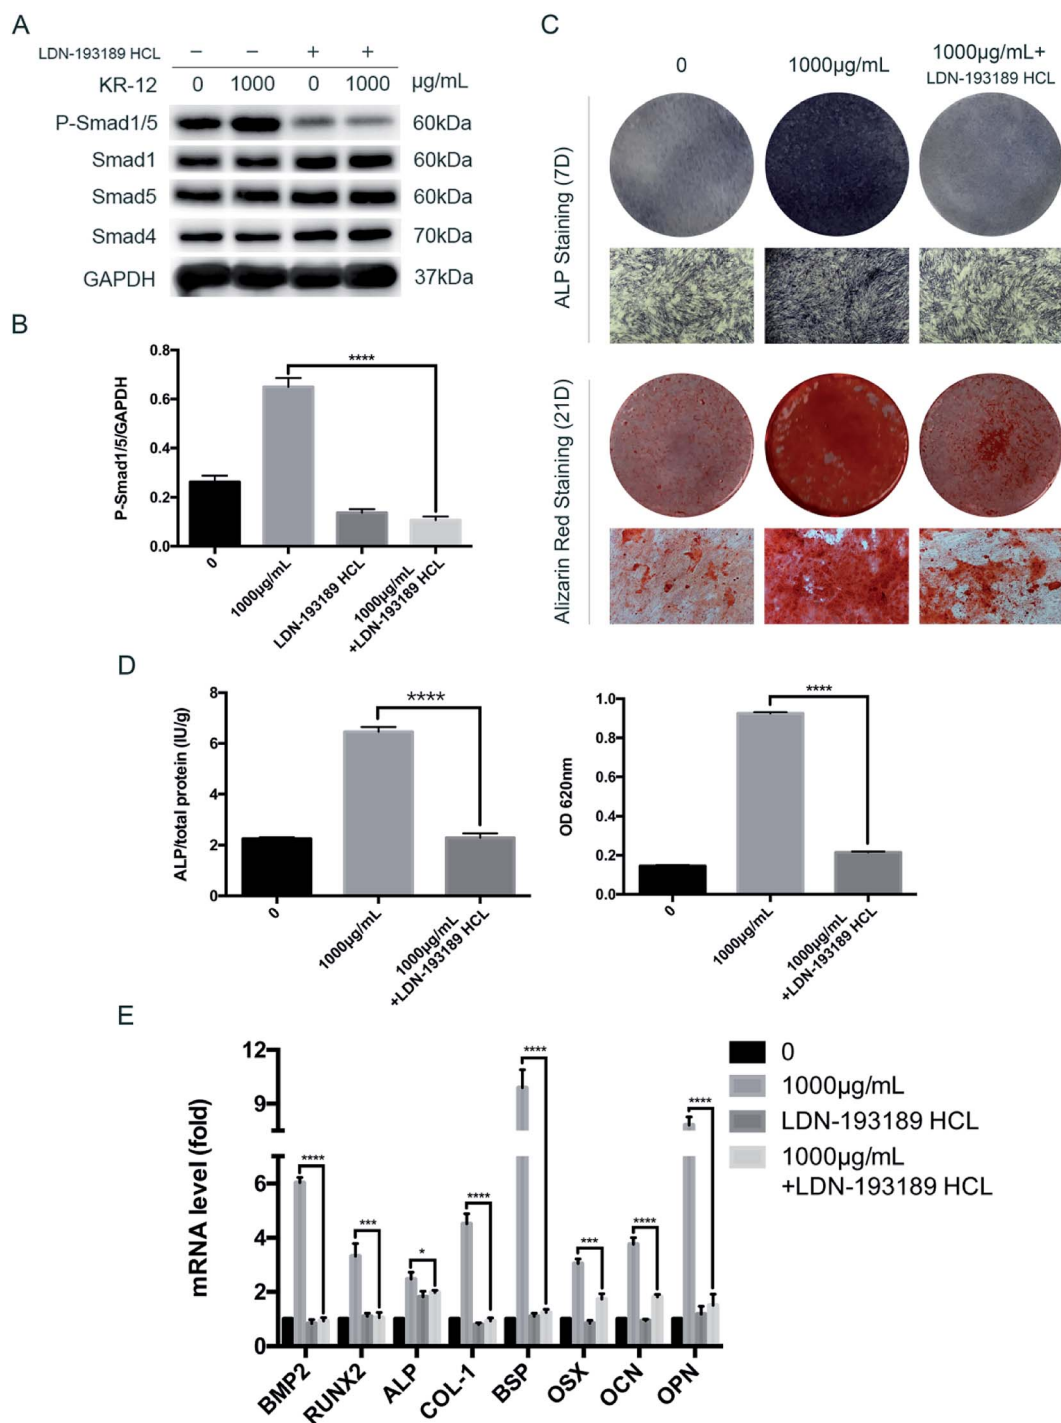 A
LDN-193189 HCL – – + +
KR-12 0 1000 0 1000 µg/mL
P-Smad1/5 60kDa
Smad1 60kDa
Smad5 60kDa
Smad4 70kDa
GAPDH 37kDa
B
P-Smad1/5/GAPDH
0.8
0.6
0.4
0.2
0.0
****
0
1000µg/mL
LDN-193189 HCL
1000µg/mL
+LDN-193189 HCL
C
0
1000µg/mL
1000µg/mL+
LDN-193189 HCL
ALP Staining (7D)
Alizarin Red Staining (21D)
D
ALP/total protein (IU/g)
8
6
4
2
0
****
0
1000µg/mL
1000µg/mL
+LDN-193189 HCL
OD 620nm
1.0
0.8
0.6
0.4
0.2
0.0
****
0
1000µg/mL
1000µg/mL
+LDN-193189 HCL
E
mRNA level (fold)
12
9
6
4
2
0
****
***
*
****
****
***
****
****
BMP2
RUNX2
ALP
COL-1
BSP
OSX
OCN
OPN
0
1000µg/mL
LDN-193189 HCL
1000µg/mL
+LDN-193189 HCL